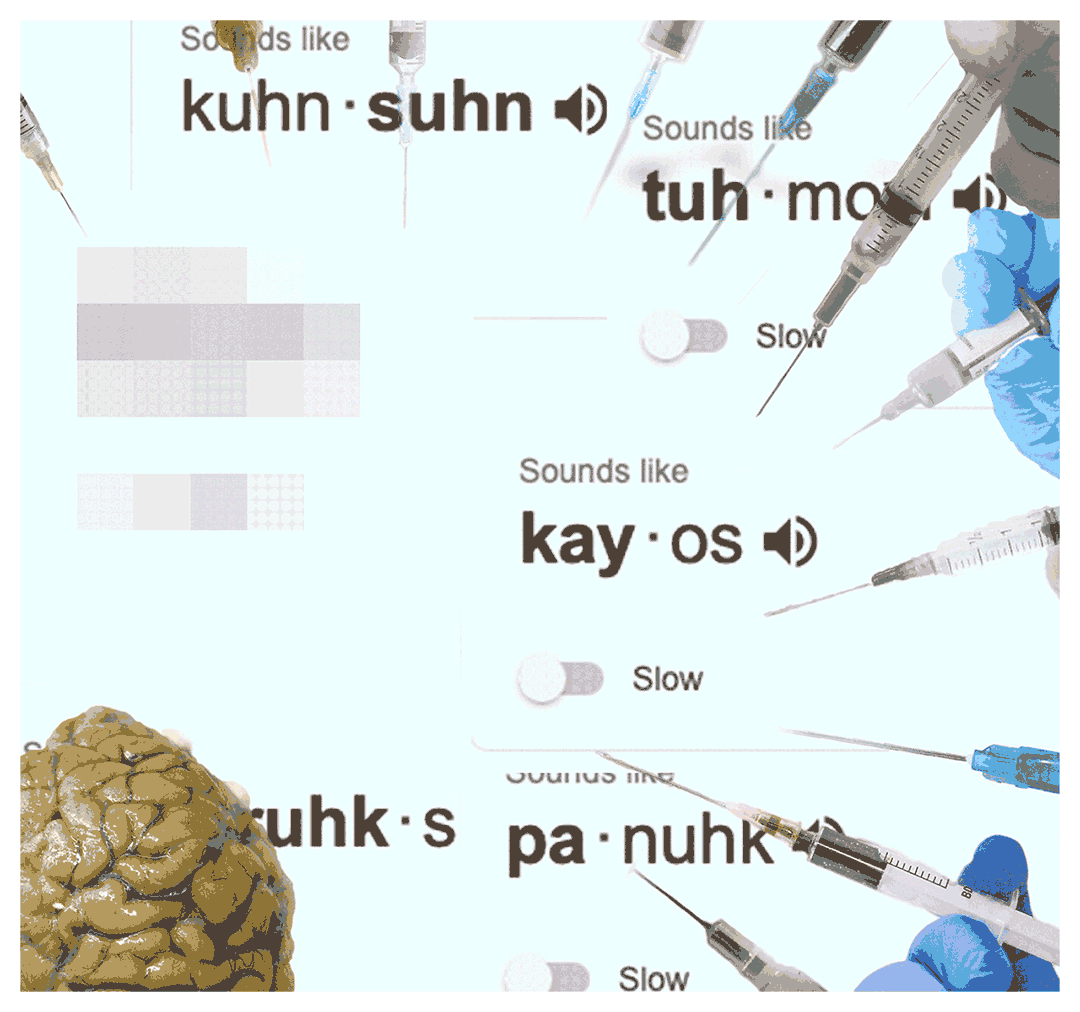 Sounds like
kuhn · suhn
Sounds like
tuh · mo
Slow
Sounds like
kay · os
Slow
ruhk · s
Sounds like
pa · nuhk
Slow